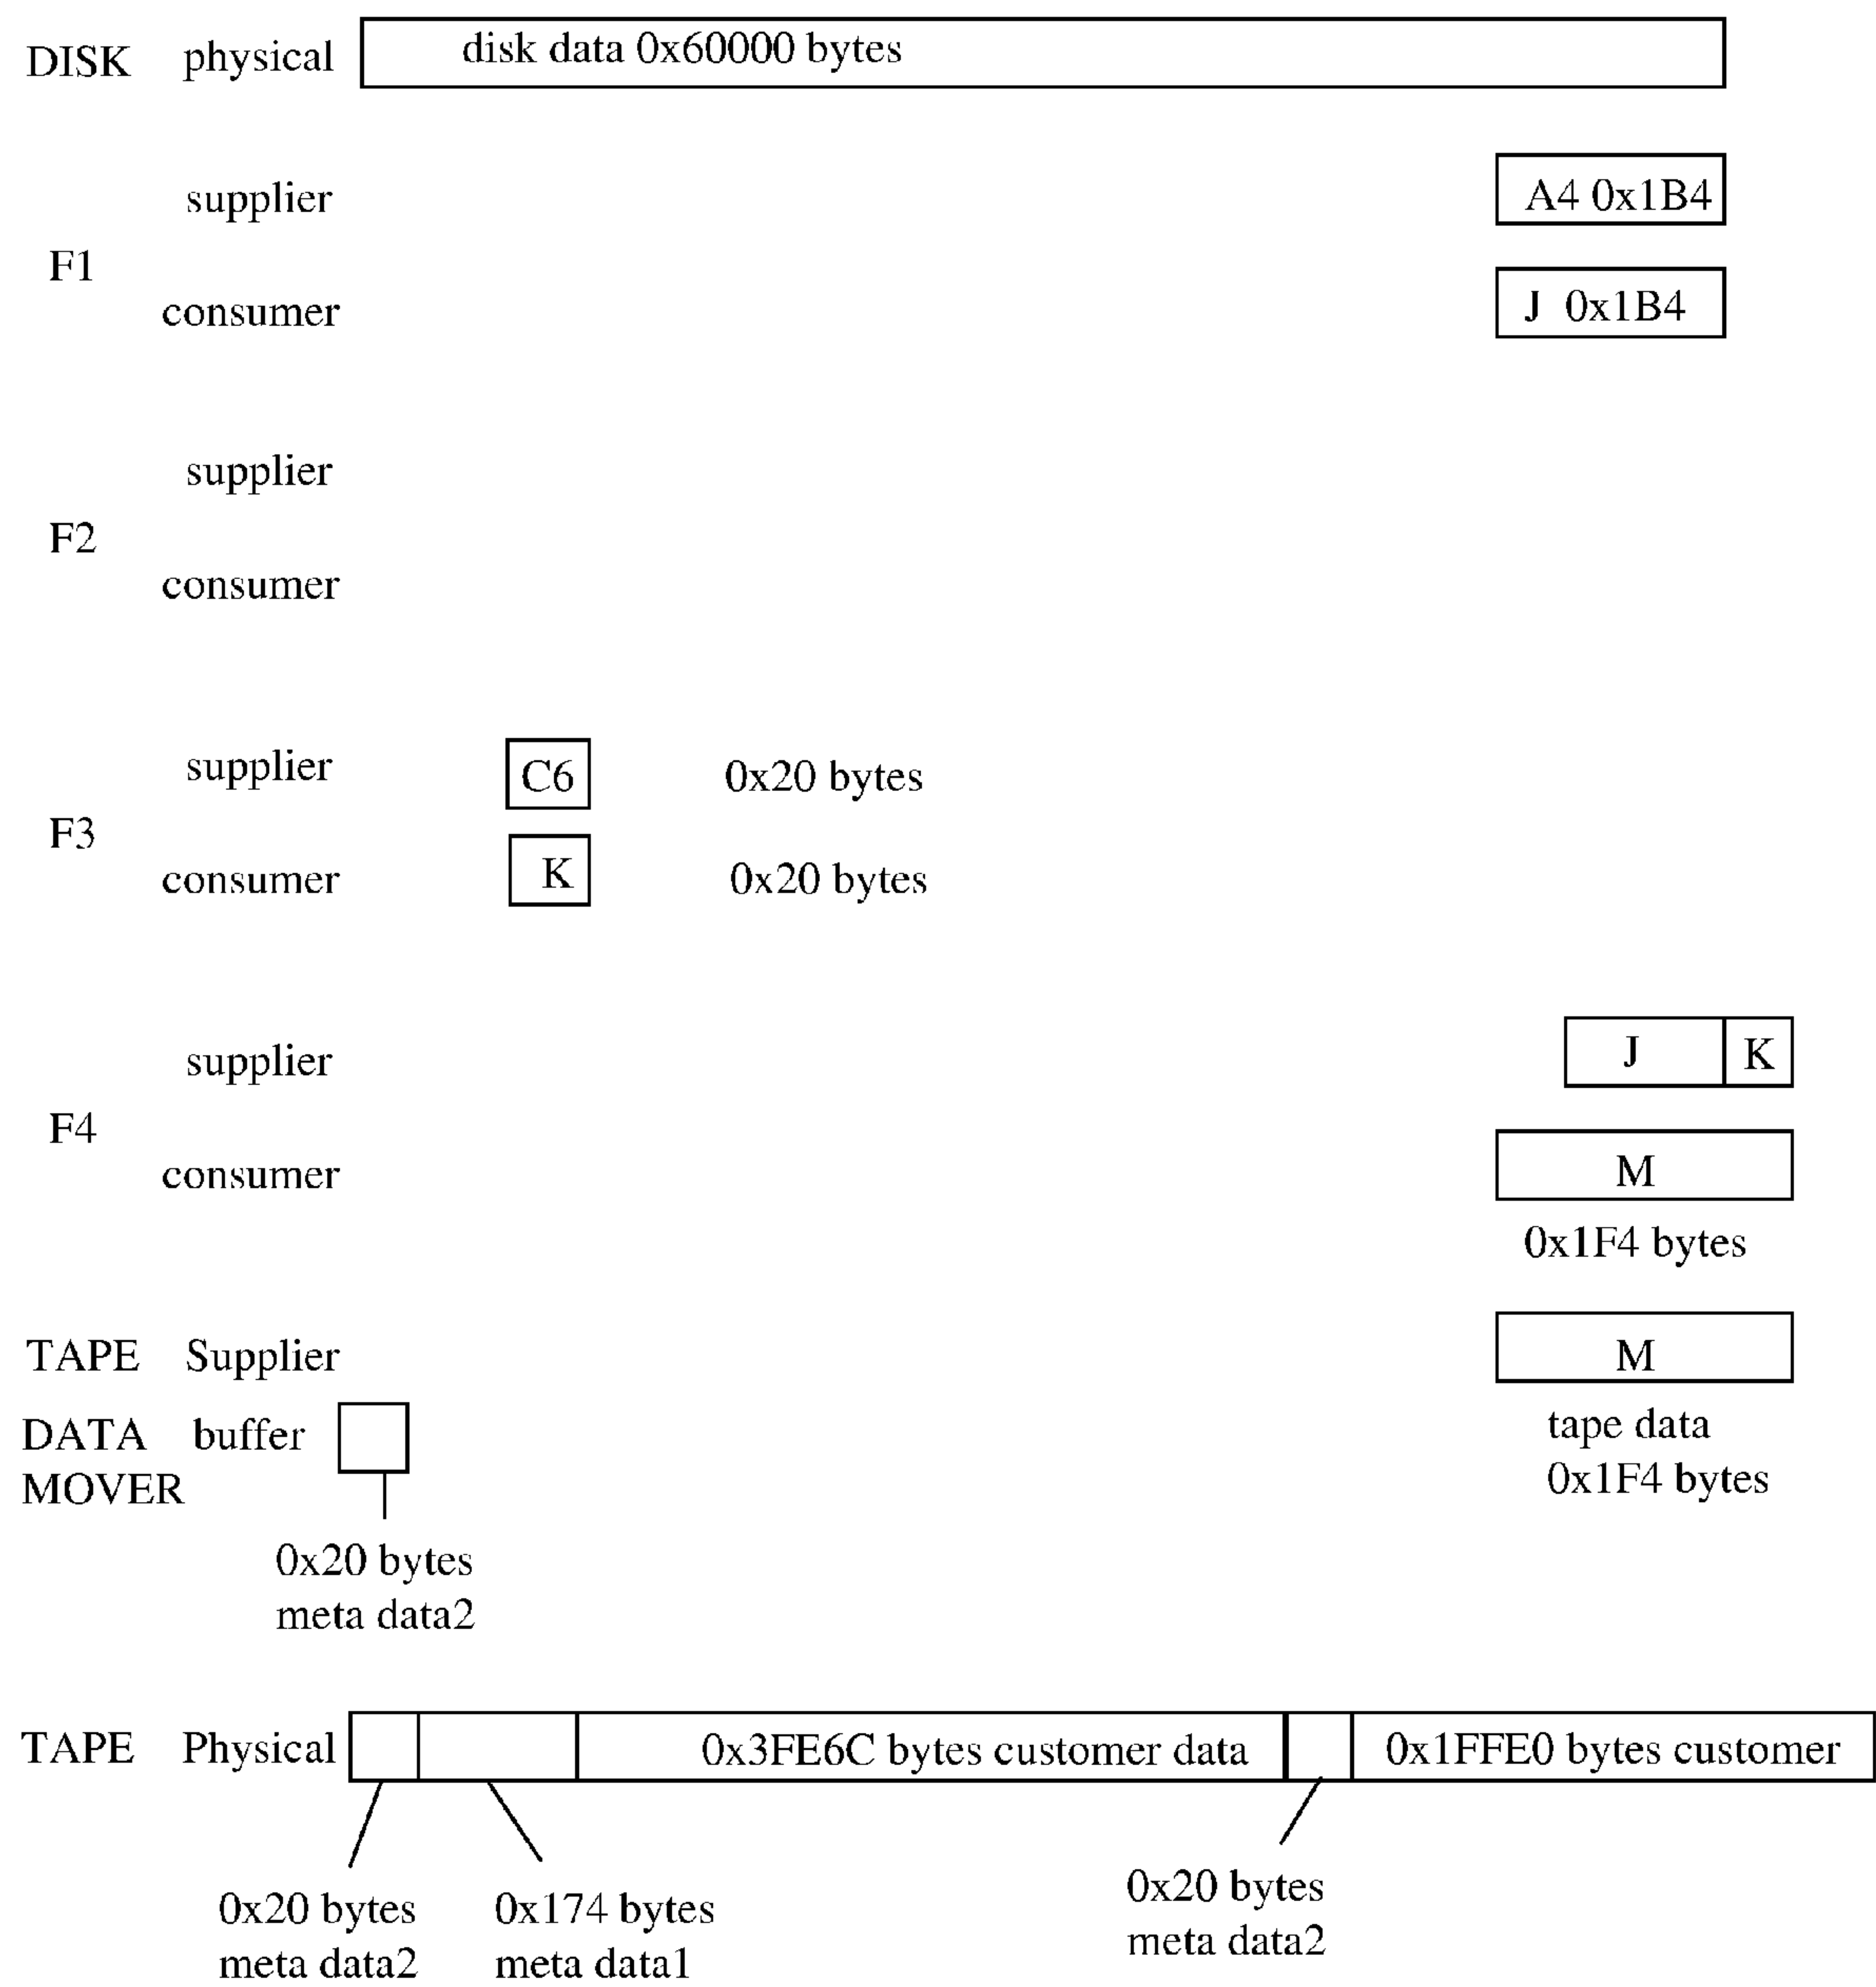 DISK physical disk data 0x60000 bytes
supplier A4 0x1B4
F1
consumer J 0x1B4
supplier
F2
consumer
supplier C6 0x20 bytes
F3
consumer K 0x20 bytes
supplier J K
F4
consumer M
0x1F4 bytes
TAPE Supplier M
DATA buffer tape data
MOVER 0x1F4 bytes
0x20 bytes
meta data2
TAPE Physical 0x3FE6C bytes customer data 0x1FFE0 bytes customer
0x20 bytes 0x174 bytes 0x20 bytes
meta data2 meta data1 meta data2